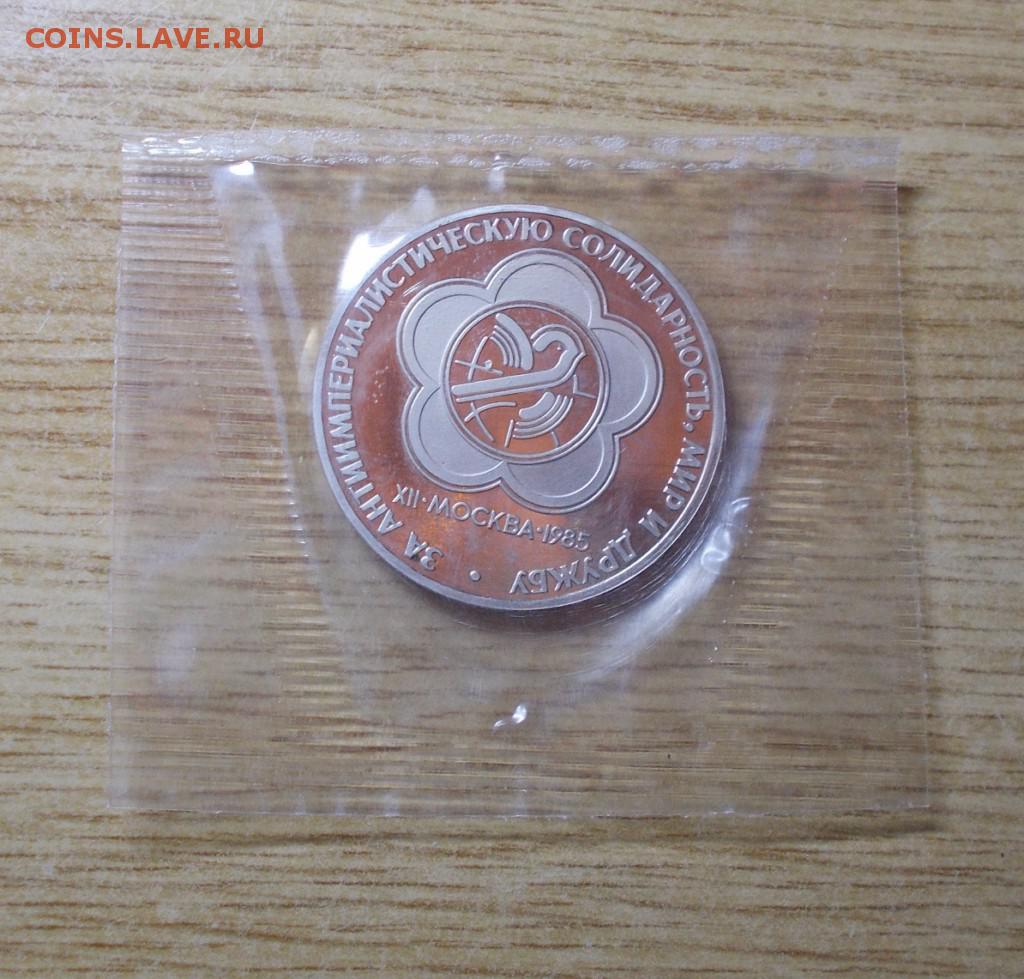 COINS.LAVE.RU
ЗА АНТИИМПЕРИАЛИСТИЧЕСКУЮ СОЛИДАРНОСТЬ, МИР И ДРУЖБУ •
XII·МОСКВА·1985